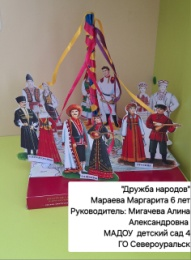 "Дружба народов"
Мараева Маргарита 6 лет
Руководитель: Мигачева Алина
Александровна
МАДОУ детский сад 4
ГО Североуральск